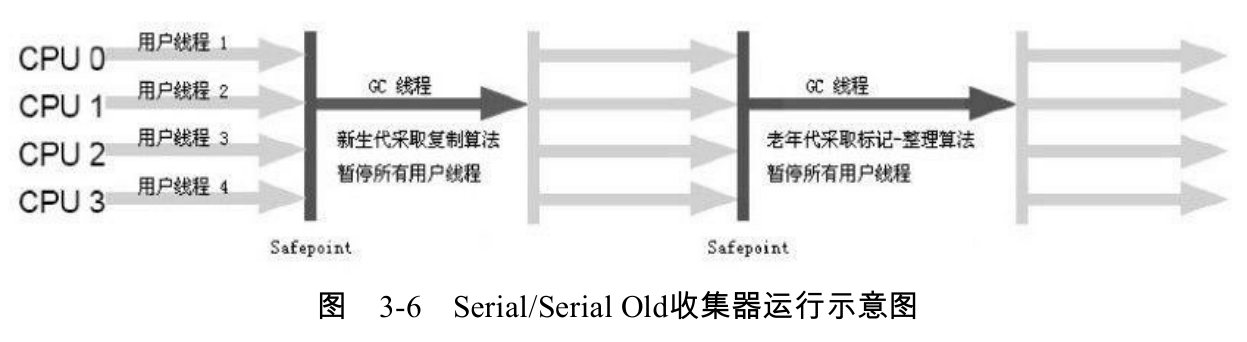 CPU 0
用户线程 1
CPU 1
用户线程 2
CPU 2
用户线程 3
CPU 3
用户线程 4
Safepoint
GC 线程
新生代采取复制算法
暂停所有用户线程
Safepoint
GC 线程
老年代采取标记-整理算法
暂停所有用户线程
图 3-6 Serial/Serial Old收集器运行示意图